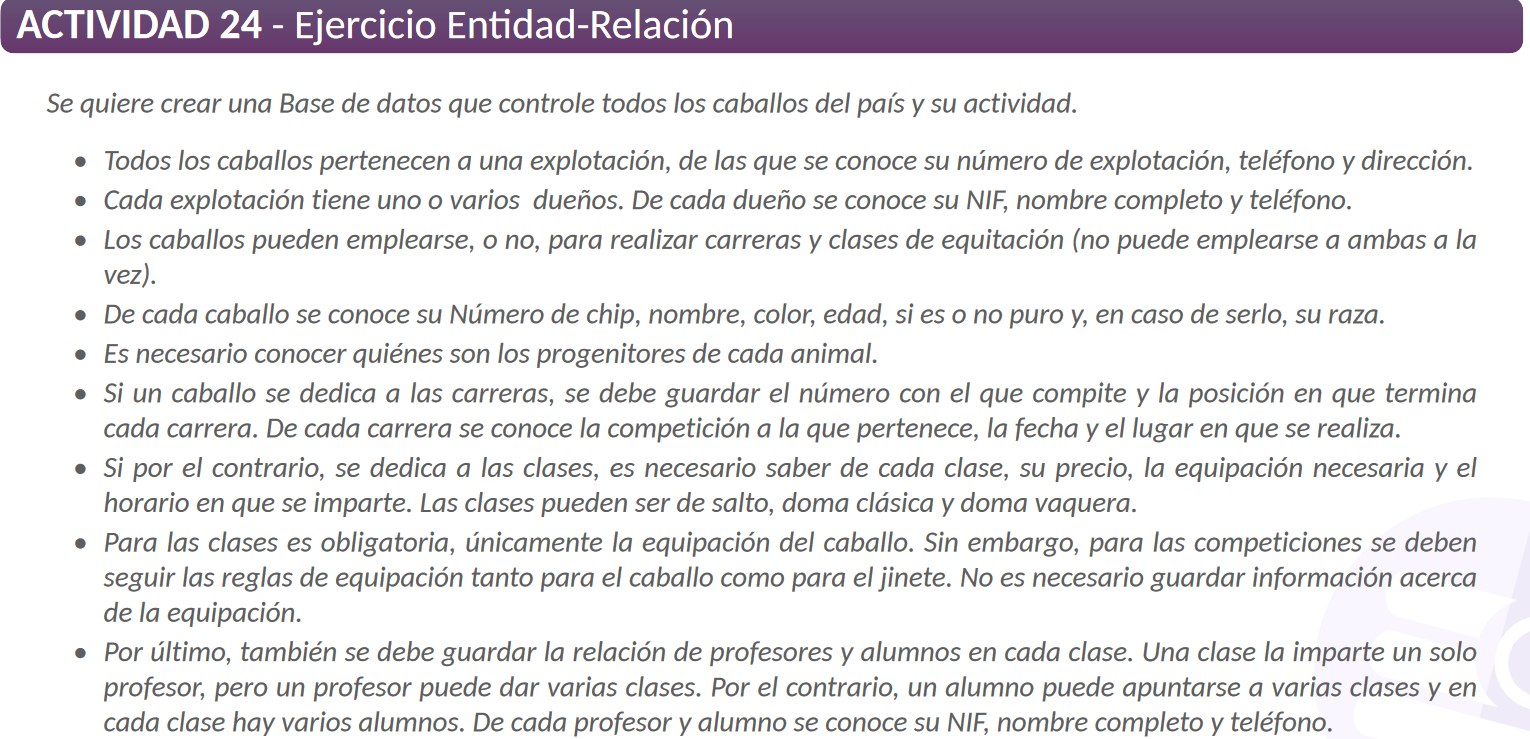 ACTIVIDAD 24 - Ejercicio Entidad-Relación
Se quiere crear una Base de datos que controle todos los caballos del país y su actividad.
● Todos los caballos pertenecen a una explotación, de las que se conoce su número de explotación, teléfono y dirección.
● Cada explotación tiene uno o varios  dueños. De cada dueño se conoce su NIF, nombre completo y teléfono.
● Los caballos pueden emplearse, o no, para realizar carreras y clases de equitación (no puede emplearse a ambas a la
vez).
● De cada caballo se conoce su Número de chip, nombre, color, edad, si es o no puro y, en caso de serlo, su raza.
● Es necesario conocer quiénes son los progenitores de cada animal.
● Si un caballo se dedica a las carreras, se debe guardar el número con el que compite y la posición en que termina
cada carrera. De cada carrera se conoce la competición a la que pertenece, la fecha y el lugar en que se realiza.
● Si por el contrario, se dedica a las clases, es necesario saber de cada clase, su precio, la equipación necesaria y el
horario en que se imparte. Las clases pueden ser de salto, doma clásica y doma vaquera.
● Para las clases es obligatoria, únicamente la equipación del caballo. Sin embargo, para las competiciones se deben
seguir las reglas de equipación tanto para el caballo como para el jinete. No es necesario guardar información acerca
de la equipación.
● Por último, también se debe guardar la relación de profesores y alumnos en cada clase. Una clase la imparte un solo
profesor, pero un profesor puede dar varias clases. Por el contrario, un alumno puede apuntarse a varias clases y en
cada clase hay varios alumnos. De cada profesor y alumno se conoce su NIF, nombre completo y teléfono.